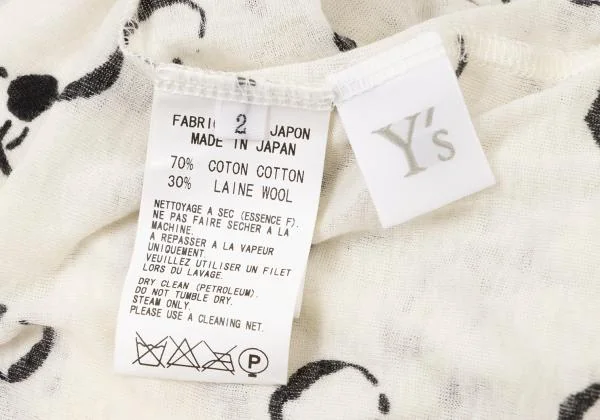 FABRI
2
JAPON
MADE IN JAPAN
70% COTON COTTON
30% LAINE WOOL
NETTOYAGE A SEC (ESSENCE F).
NE PAS FAIRE SECHER A LA
MACHINE.
A REPASSER A LA VAPEUR
UNIQUEMENT.
VEUILLEZ UTILISER UN FILET
LORS DU LAVAGE.
DRY CLEAN (PETROLEUM).
DO NOT TUMBLE DRY.
STEAM ONLY.
PLEASE USE A CLEANING NET.
P
Y's